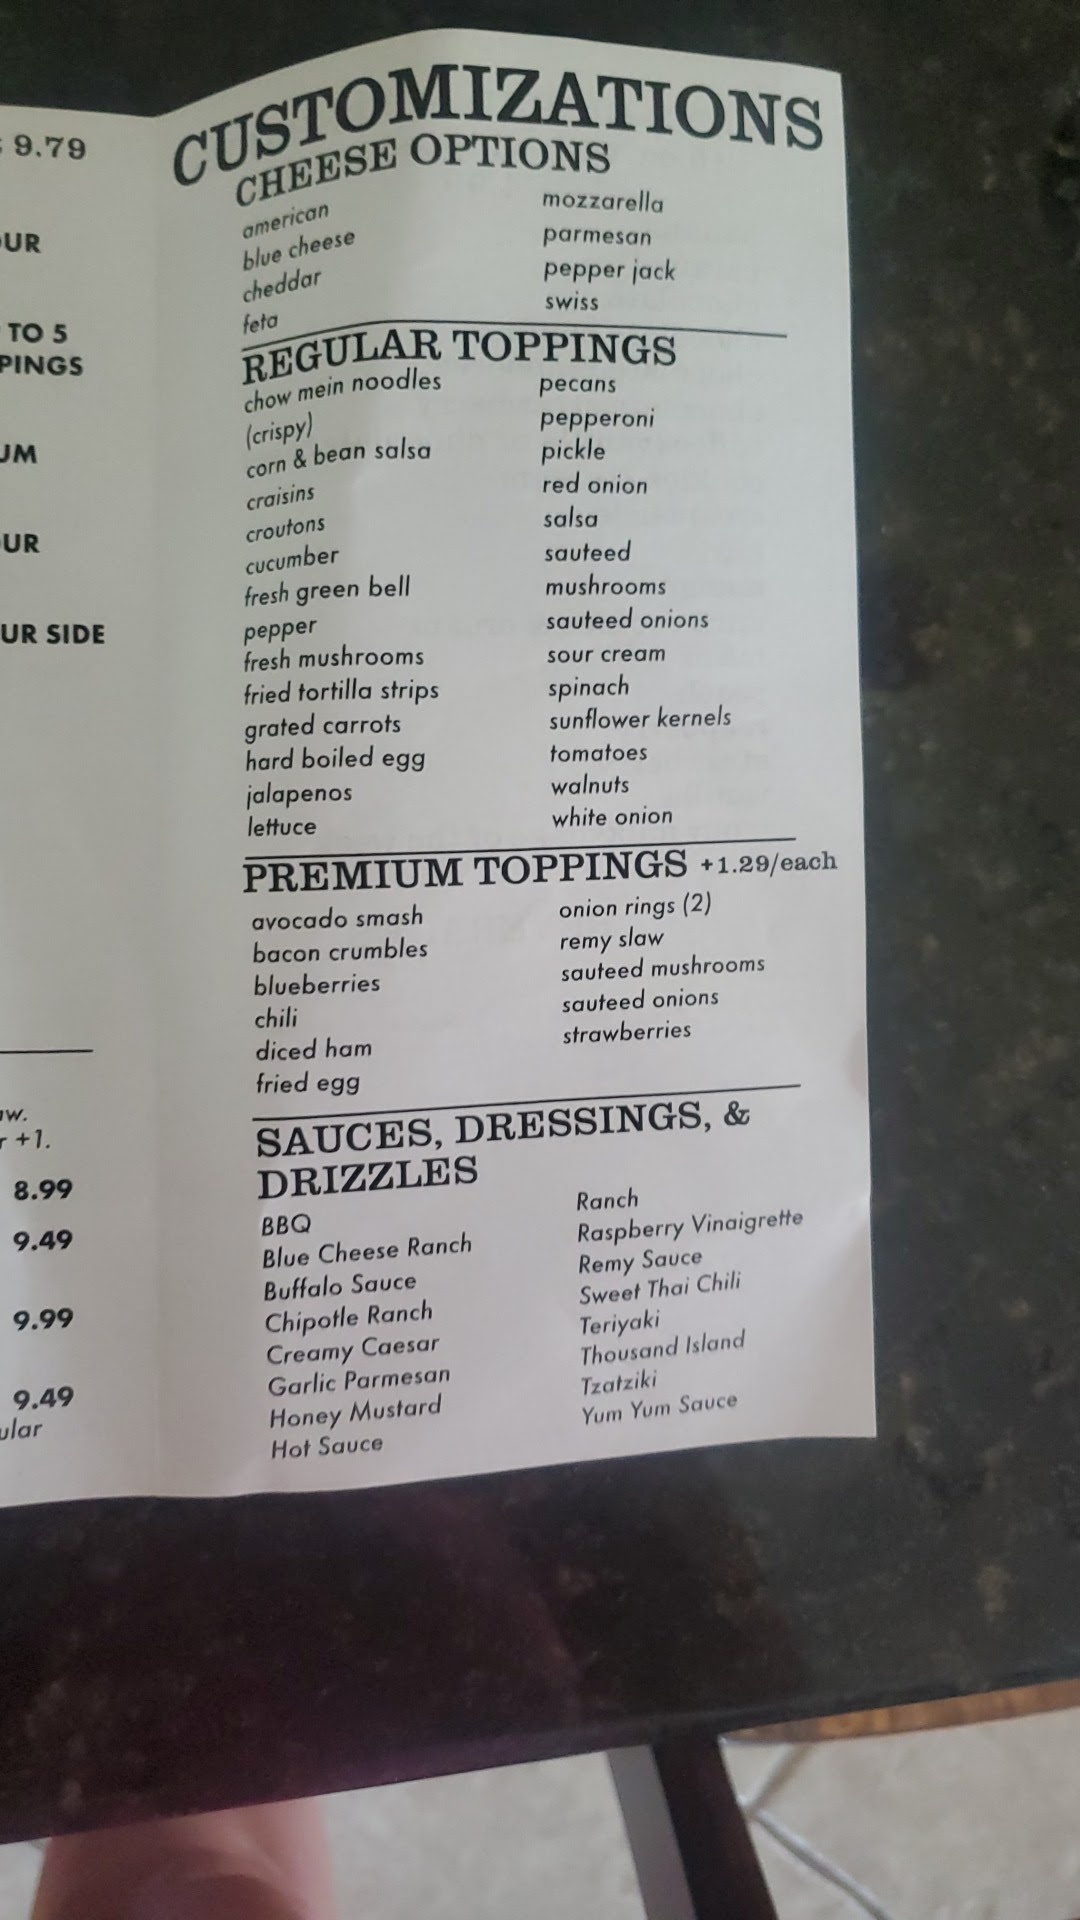 9.79
OUR
TO 5
PINGS
UM
OUR
UR SIDE
aw.
r +1.
8.99
9.49
9.99
9.49
ular
CUSTOMIZATIONS
CHEESE OPTIONS
american
blue cheese
cheddar
feta
mozzarella
parmesan
pepper jack
swiss
REGULAR TOPPINGS
chow mein noodles
(crispy)
corn & bean salsa
craisins
croutons
cucumber
fresh green bell
pepper
fresh mushrooms
fried tortilla strips
grated carrots
hard boiled egg
jalapenos
lettuce
pecans
pepperoni
pickle
red onion
salsa
sauteed
mushrooms
sauteed onions
sour cream
spinach
sunflower kernels
tomatoes
walnuts
white onion
PREMIUM TOPPINGS +1.29/each
avocado smash
bacon crumbles
blueberries
chili
diced ham
fried egg
onion rings (2)
remy slaw
sauteed mushrooms
sauteed onions
strawberries
SAUCES, DRESSINGS, &
DRIZZLES
BBQ
Blue Cheese Ranch
Buffalo Sauce
Chipotle Ranch
Creamy Caesar
Garlic Parmesan
Honey Mustard
Hot Sauce
Ranch
Raspberry Vinaigrette
Remy Sauce
Sweet Thai Chili
Teriyaki
Thousand Island
Tzatziki
Yum Yum Sauce